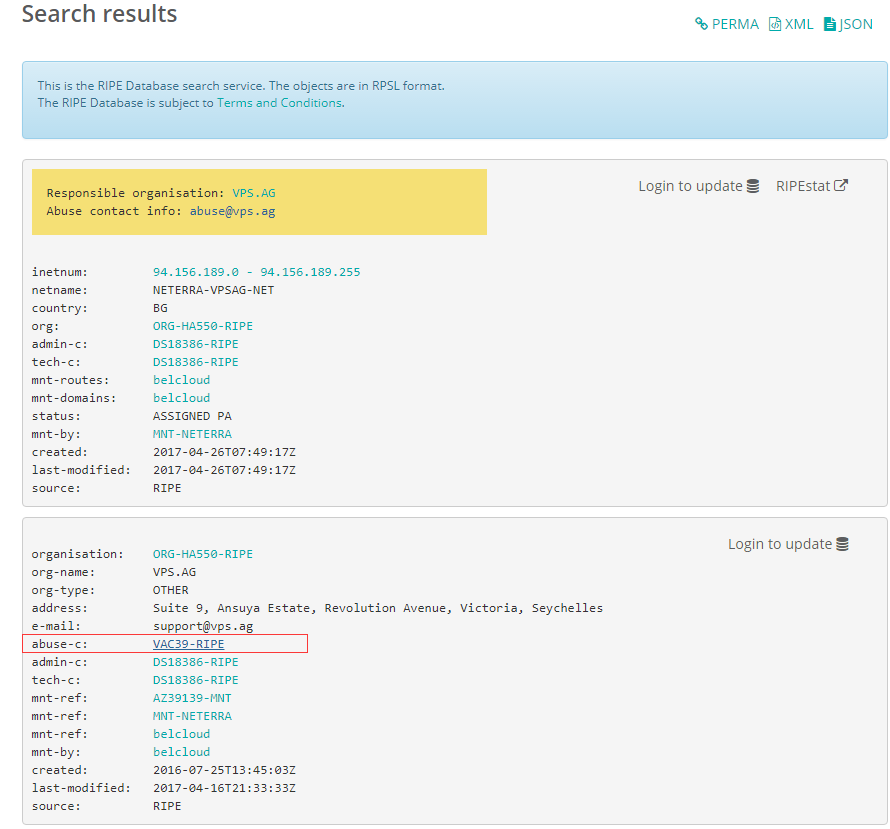 Search results
PERMA XML JSON
This is the RIPE Database search service. The objects are in RPSL format.
The RIPE Database is subject to Terms and Conditions.
Responsible organisation: VPS.AG
Abuse contact info: abuse@vps.ag
Login to update RIPEstat
inetnum: 94.156.189.0 - 94.156.189.255
netname: NETERRA-VPSAG-NET
country: BG
org: ORG-HA550-RIPE
admin-c: DS18386-RIPE
tech-c: DS18386-RIPE
mnt-routes: belcloud
mnt-domains: belcloud
status: ASSIGNED PA
mnt-by: MNT-NETERRA
created: 2017-04-26T07:49:17Z
last-modified: 2017-04-26T07:49:17Z
source: RIPE
Login to update
organisation: ORG-HA550-RIPE
org-name: VPS.AG
org-type: OTHER
address: Suite 9, Ansuya Estate, Revolution Avenue, Victoria, Seychelles
e-mail: support@vps.ag
abuse-c: VAC39-RIPE
admin-c: DS18386-RIPE
tech-c: DS18386-RIPE
mnt-ref: AZ39139-MNT
mnt-ref: MNT-NETERRA
mnt-ref: belcloud
mnt-by: belcloud
created: 2016-07-25T13:45:03Z
last-modified: 2017-04-16T21:33:33Z
source: RIPE